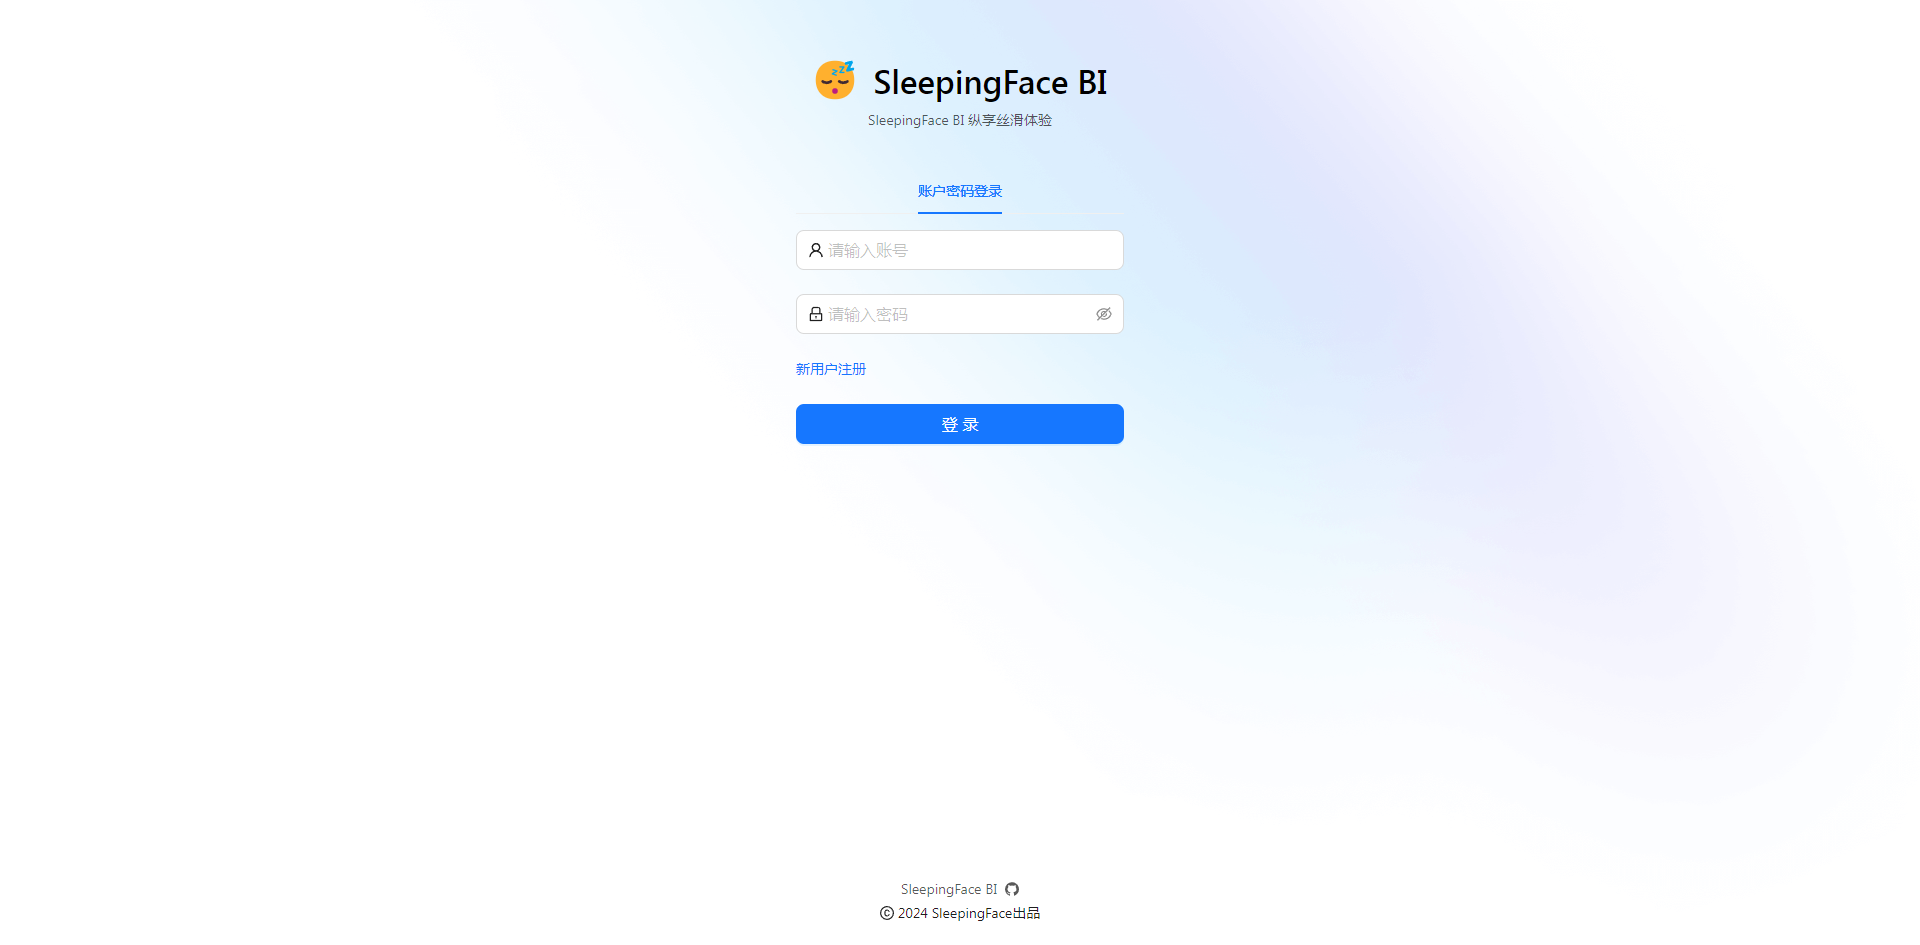 SleepingFace BI
SleepingFace BI 纵享丝滑体验
账户密码登录
请输入账号
请输入密码
新用户注册
登 录
SleepingFace BI
© 2024 SleepingFace出品